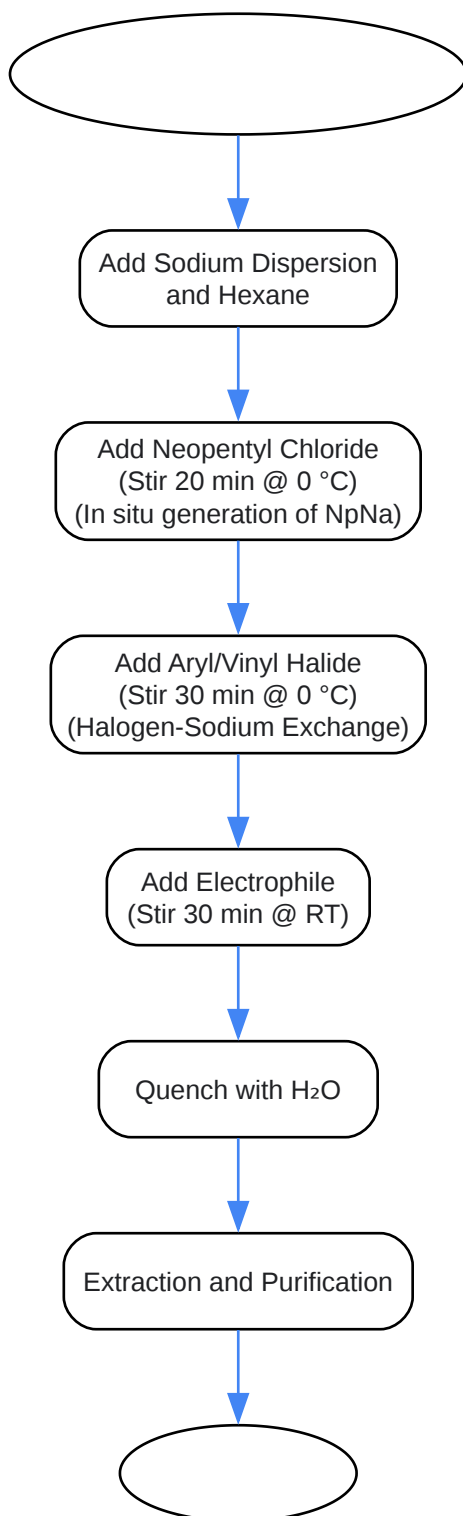 Add Sodium Dispersion
and Hexane
Add Neopentyl Chloride
(Stir 20 min @ 0 °C)
(In situ generation of NpNa)
Add Aryl/Vinyl Halide
(Stir 30 min @ 0 °C)
(Halogen-Sodium Exchange)
Add Electrophile
(Stir 30 min @ RT)
Quench with H₂O
Extraction and Purification